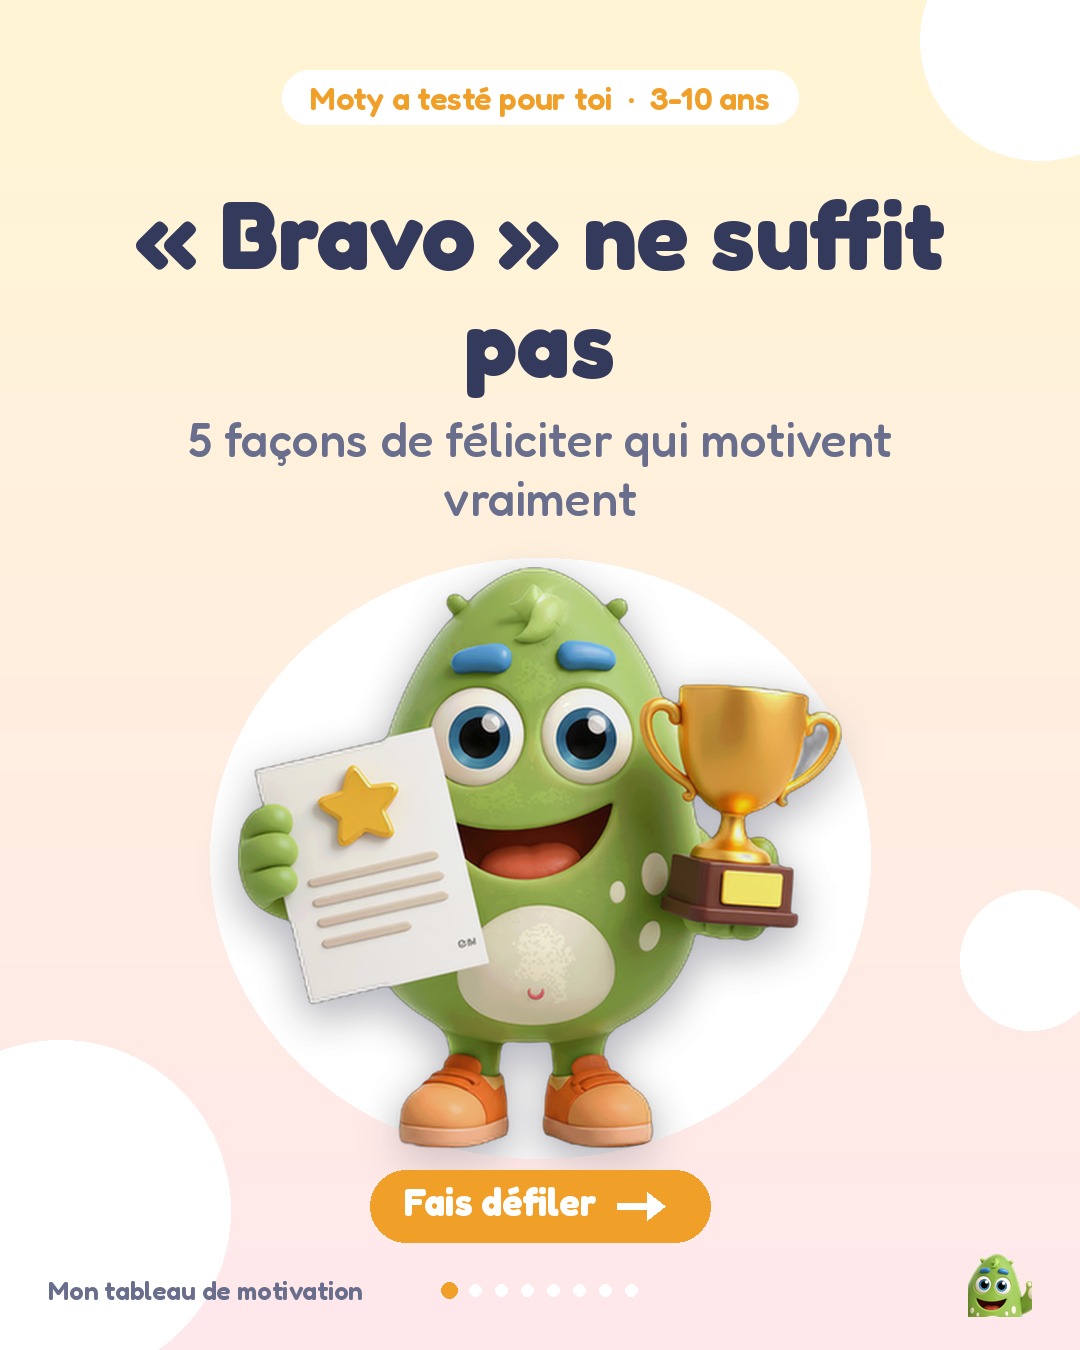 Moty a testé pour toi · 3-10 ans
« Bravo » ne suffit
pas
5 façons de féliciter qui motivent
vraiment
Fais défiler →
Mon tableau de motivation